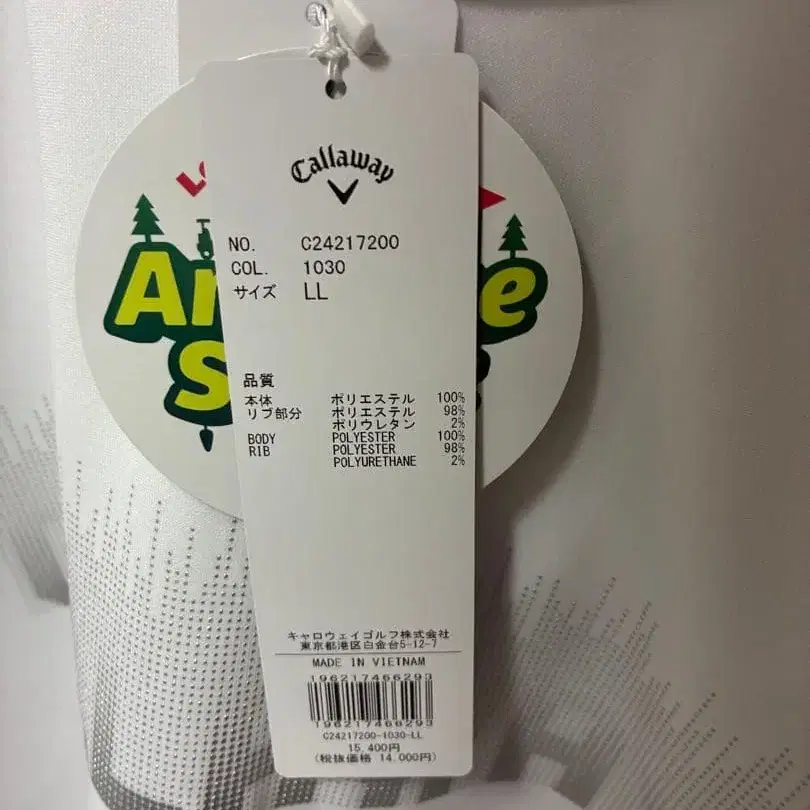 Callaway
NO. C24217200
COL. 1030
サイズ LL
品質
本体 ポリエステル 100%
リブ部分 ポリエステル 98%
ポリウレタン 2%
BODY POLYESTER 100%
RIB POLYESTER 98%
POLYURETHANE 2%
キャロウェイゴルフ株式会社
東京都港区白金台5-12-7
MADE IN VIETNAM
196217466293
196217466293
C24217200-1030-LL
15,400円
(税抜価格 14,000円)